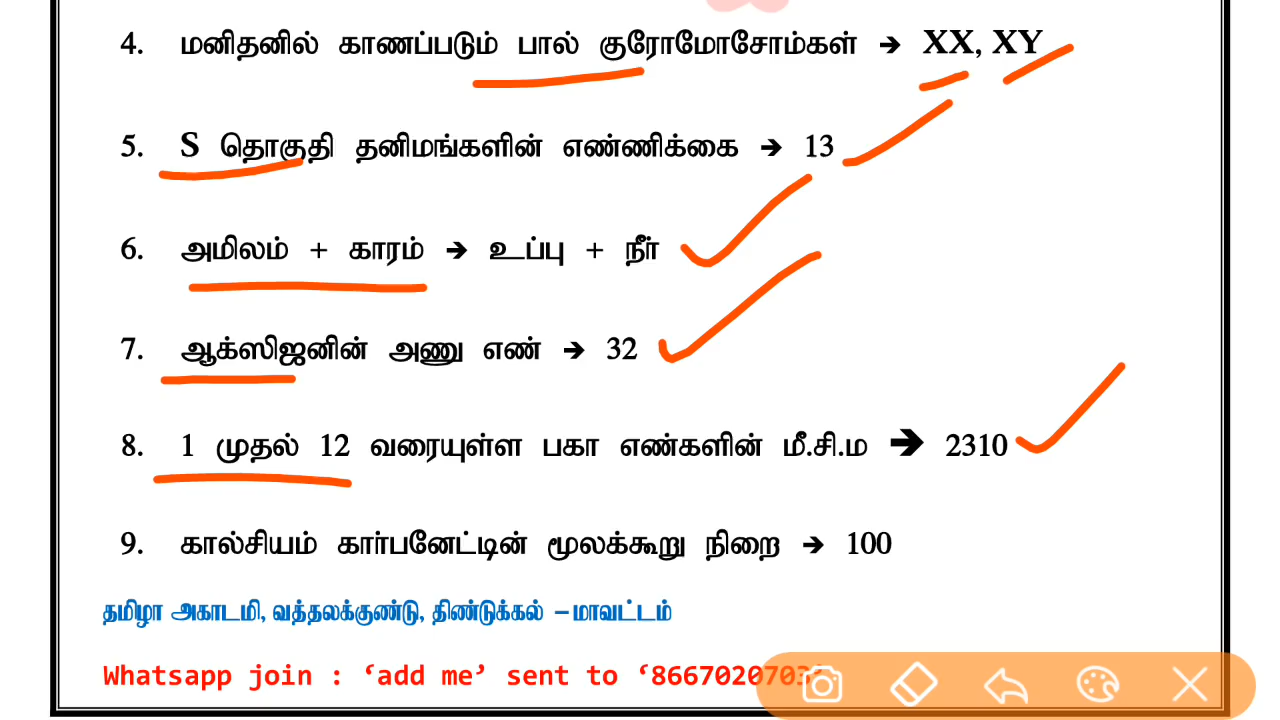 4. மனிதனில் காணப்படும் பால் குரோமோசோம்கள் → XX, XY
5. S தொகுதி தனிமங்களின் எண்ணிக்கை → 13
6. அமிலம் + காரம் → உப்பு + நீர்
7. ஆக்ஸிஜனின் அணு எண் → 32
8. 1 முதல் 12 வரையுள்ள பகா எண்களின் மீ.சி.ம → 2310
9. கால்சியம் கார்பனேட்டின் மூலக்கூறு நிறை → 100
தமிழா அகாடமி, வத்தலக்குண்டு, திண்டுக்கல் – மாவட்டம்
Whatsapp join : ‘add me’ sent to ‘8667020703’